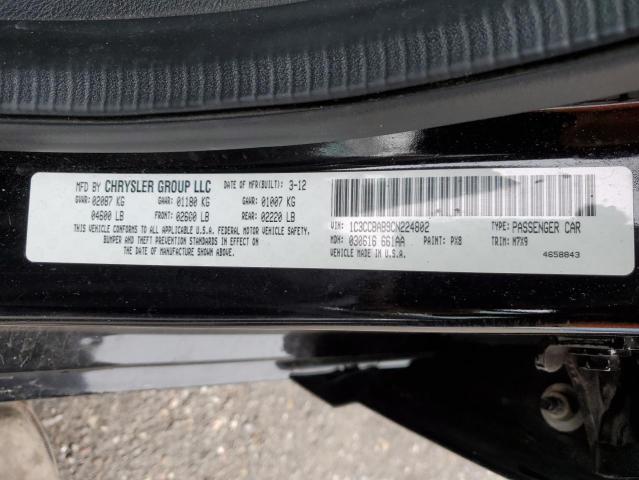 MFD BY CHRYSLER GROUP LLC DATE OF MFR(BUILT): 3-12
GVWR: 02087 KG GAWR: 01180 KG GAWR: 01007 KG
04600 LB FRONT: 02600 LB REAR: 02220 LB
THIS VEHICLE CONFORMS TO ALL APPLICABLE U.S.A. FEDERAL MOTOR VEHICLE SAFETY,
BUMPER AND THEFT PREVENTION STANDARDS IN EFFECT ON
THE DATE OF MANUFACTURE SHOWN ABOVE.
VIN: 1C3CCBAB9CN224802 TYPE: PASSENGER CAR
MDH: 030616 661AA PAINT: PX8 TRIM: M7X9
VEHICLE MADE IN U.S.A. 4658843